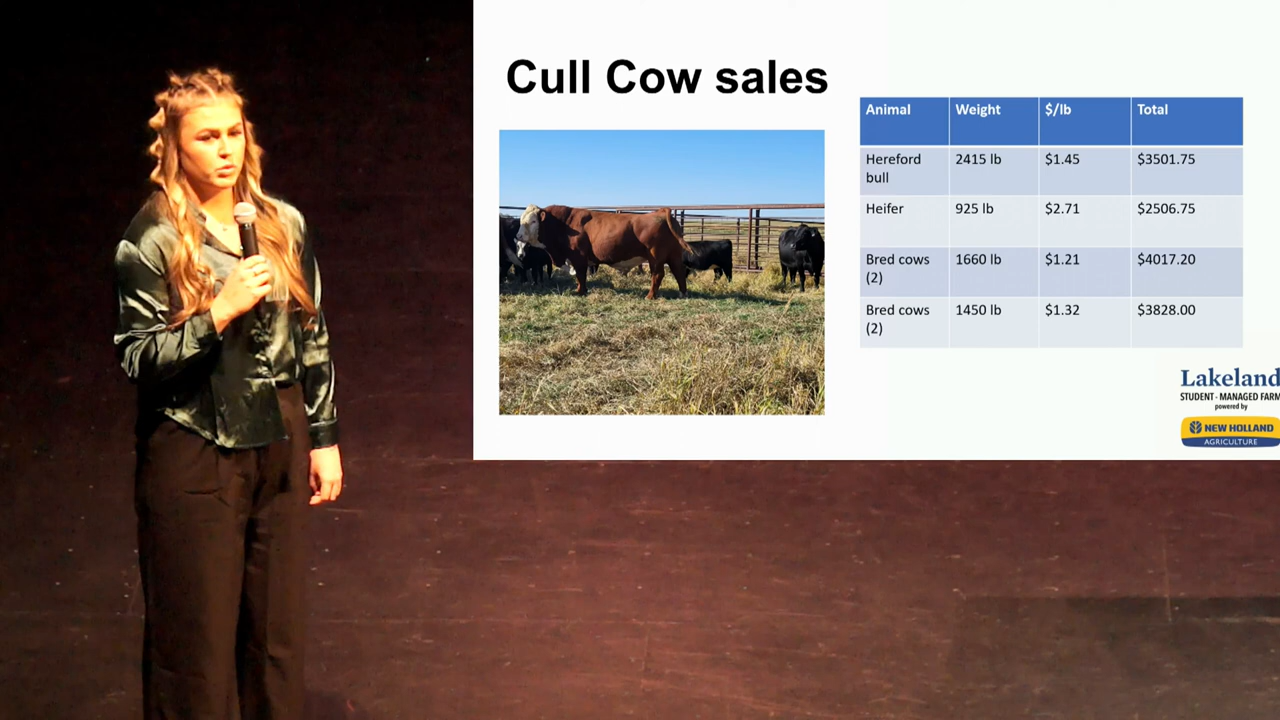 Cull Cow sales
Animal Weight $/lb Total
Hereford bull 2415 lb $1.45 $3501.75
Heifer 925 lb $2.71 $2506.75
Bred cows (2) 1660 lb $1.21 $4017.20
Bred cows (2) 1450 lb $1.32 $3828.00
Lakeland
STUDENT - MANAGED FARM
powered by
NEW HOLLAND
AGRICULTURE